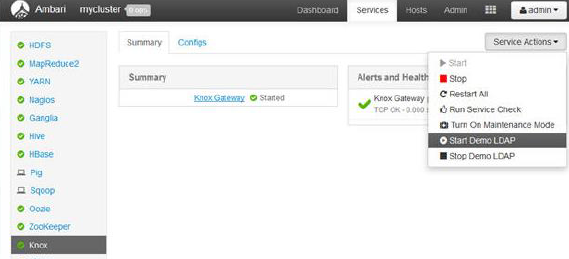 Ambari mycluster 0 ops Dashboard Services Hosts Admin admin
HDFS
MapReduce2
YARN
Nagios
Ganglia
Hive
HBase
Pig
Sqoop
Oozie
ZooKeeper
Knox
Summary Configs
Service Actions
Summary
Knox Gateway Started
Alerts and Health
Knox Gateway
TCP OK - 0.000
Start
Stop
Restart All
Run Service Check
Turn On Maintenance Mode
Start Demo LDAP
Stop Demo LDAP